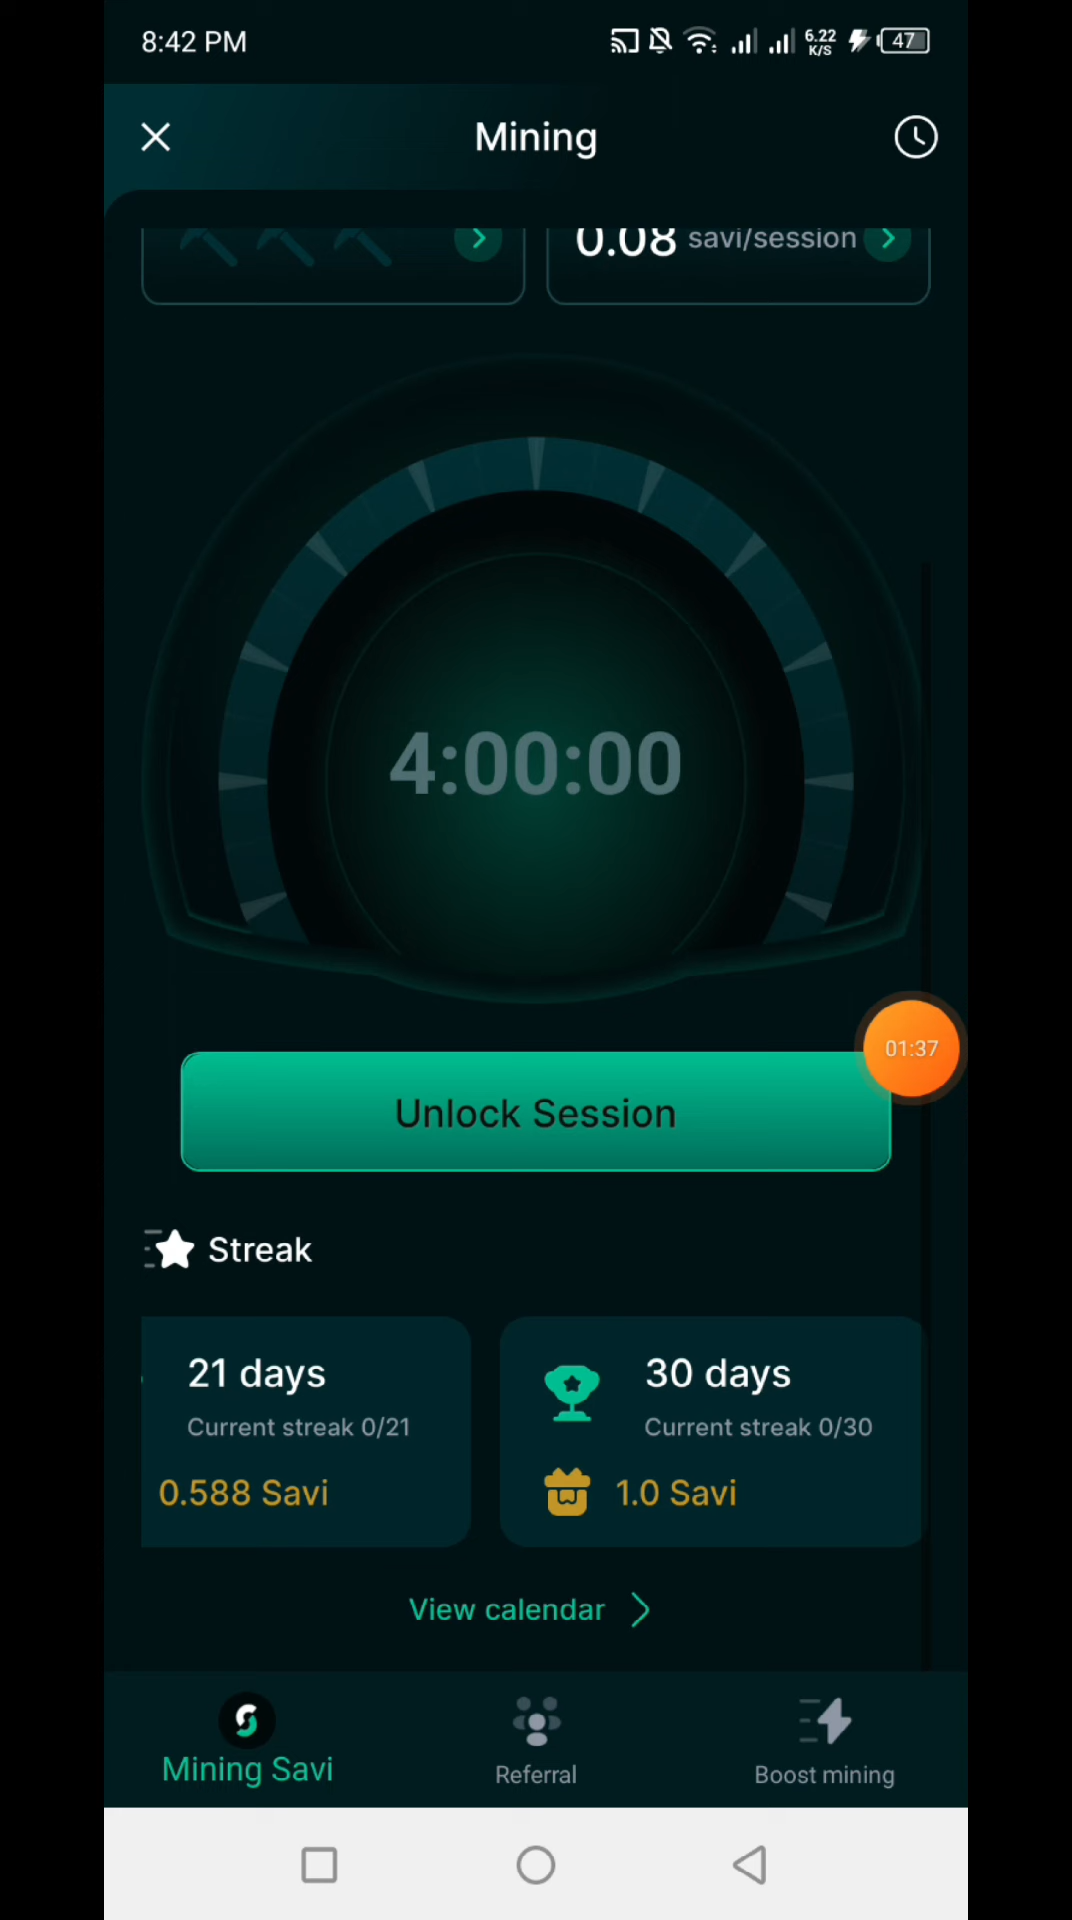 8:42 PM
6.22
K/S
47
Mining
0.08 savi/session
4:00:00
01:37
Unlock Session
Streak
21 days
Current streak 0/21
0.588 Savi
30 days
Current streak 0/30
1.0 Savi
View calendar
Mining Savi
Referral
Boost mining